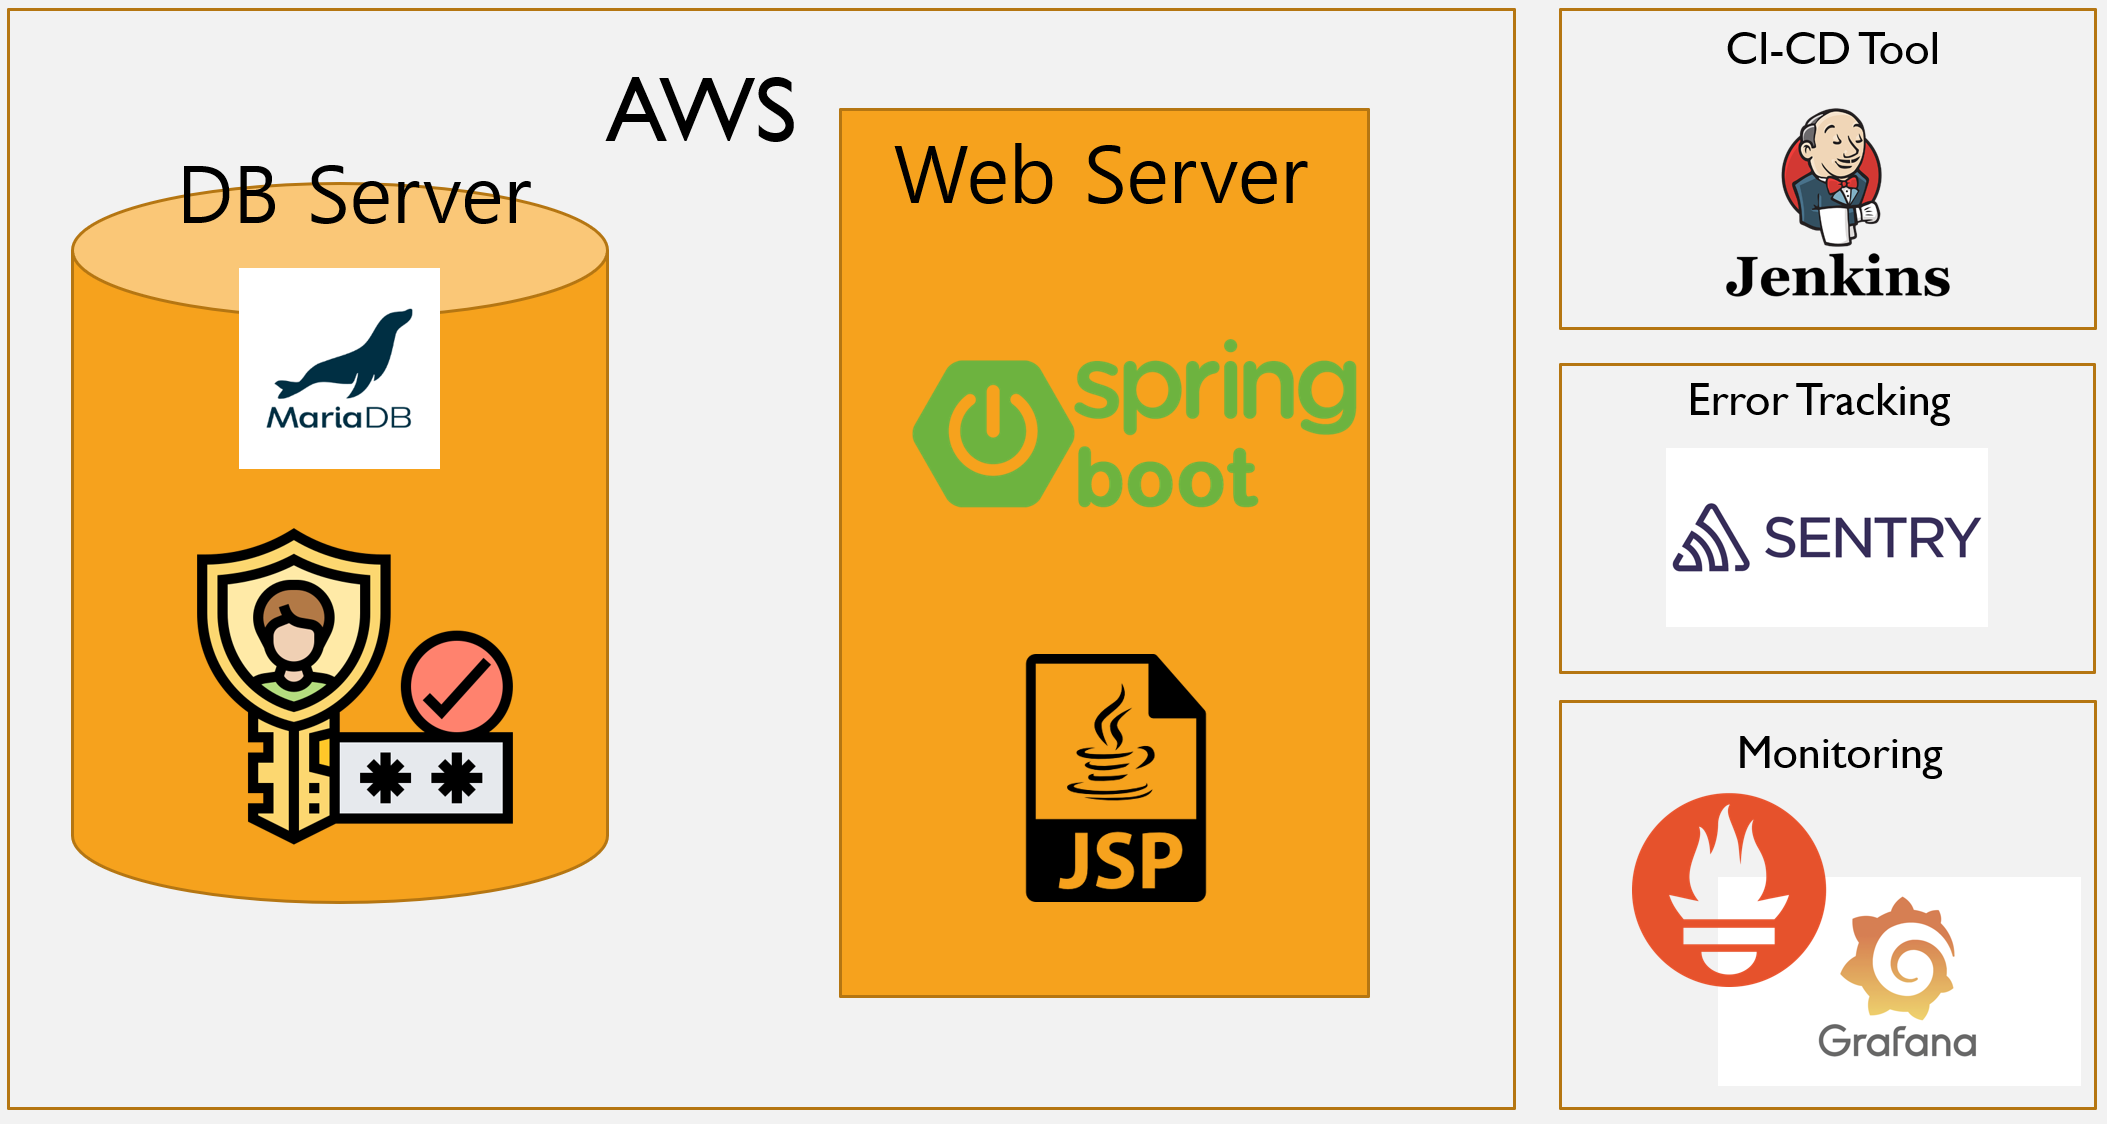 AWS
DB Server
MariaDB
**
Web Server
spring
boot
JSP
CI-CD Tool
Jenkins
Error Tracking
SENTRY
Monitoring
Grafana